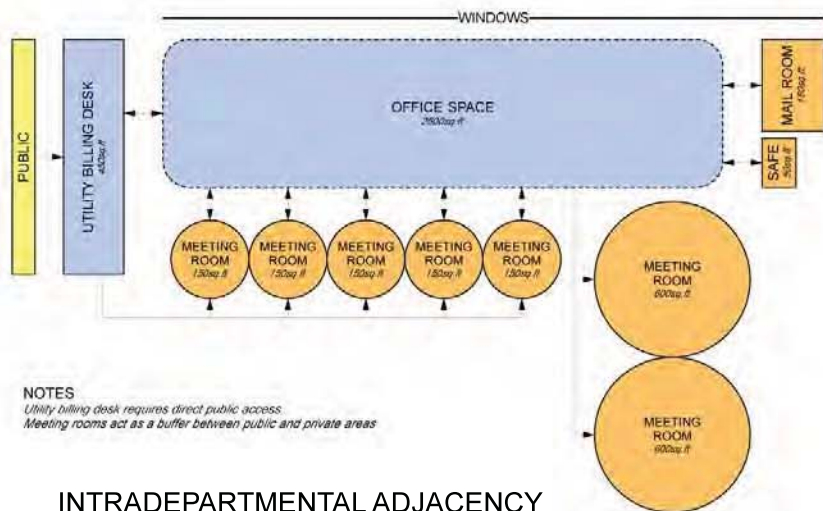 WINDOWS
PUBLIC
UTILITY BILLING DESK
450sq.ft
OFFICE SPACE
2800sq.ft
MAIL ROOM
150sq.ft
SAFE
50sq.ft
MEETING
ROOM
150sq.ft
MEETING
ROOM
150sq.ft
MEETING
ROOM
150sq.ft
MEETING
ROOM
150sq.ft
MEETING
ROOM
150sq.ft
MEETING
ROOM
600sq.ft
MEETING
ROOM
600sq.ft
NOTES
Utility billing desk requires direct public access
Meeting rooms act as a buffer between public and private areas
INTRADEPARTMENTAL ADJACENCY